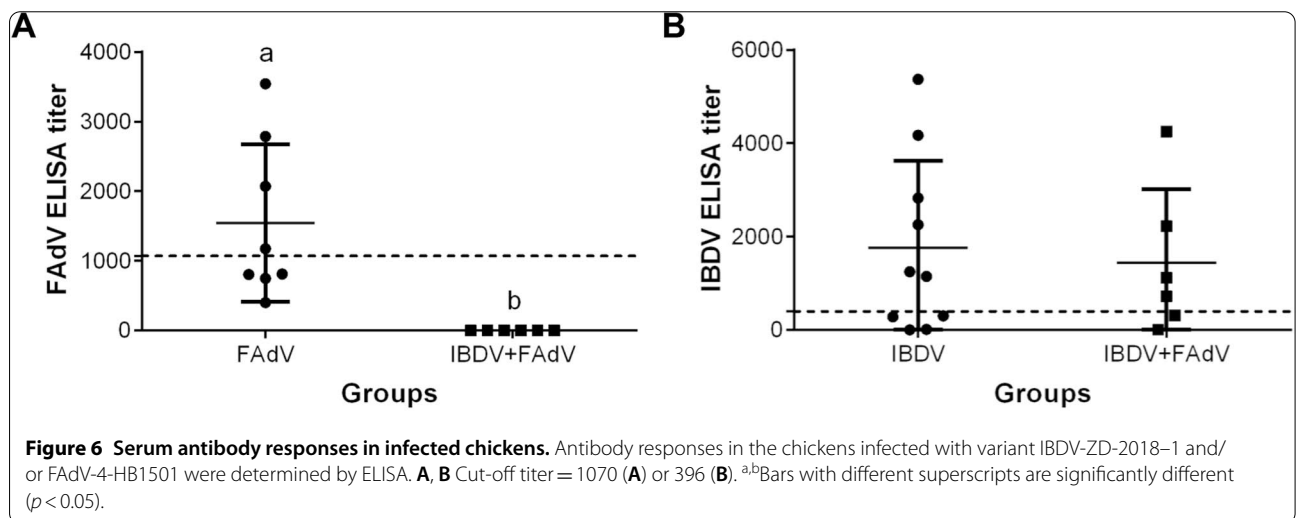 A
FAdV ELISA titer
4000
3000
2000
1000
0
a
b
FAdV
IBDV+FAdV
Groups
B
IBDV ELISA titer
6000
4000
2000
0
IBDV
IBDV+FAdV
Groups
Figure 6 Serum antibody responses in infected chickens. Antibody responses in the chickens infected with variant IBDV-ZD-2018–1 and/
or FAdV-4-HB1501 were determined by ELISA. A, B Cut-off titer = 1070 (A) or 396 (B). a,bBars with different superscripts are significantly different
(p < 0.05).